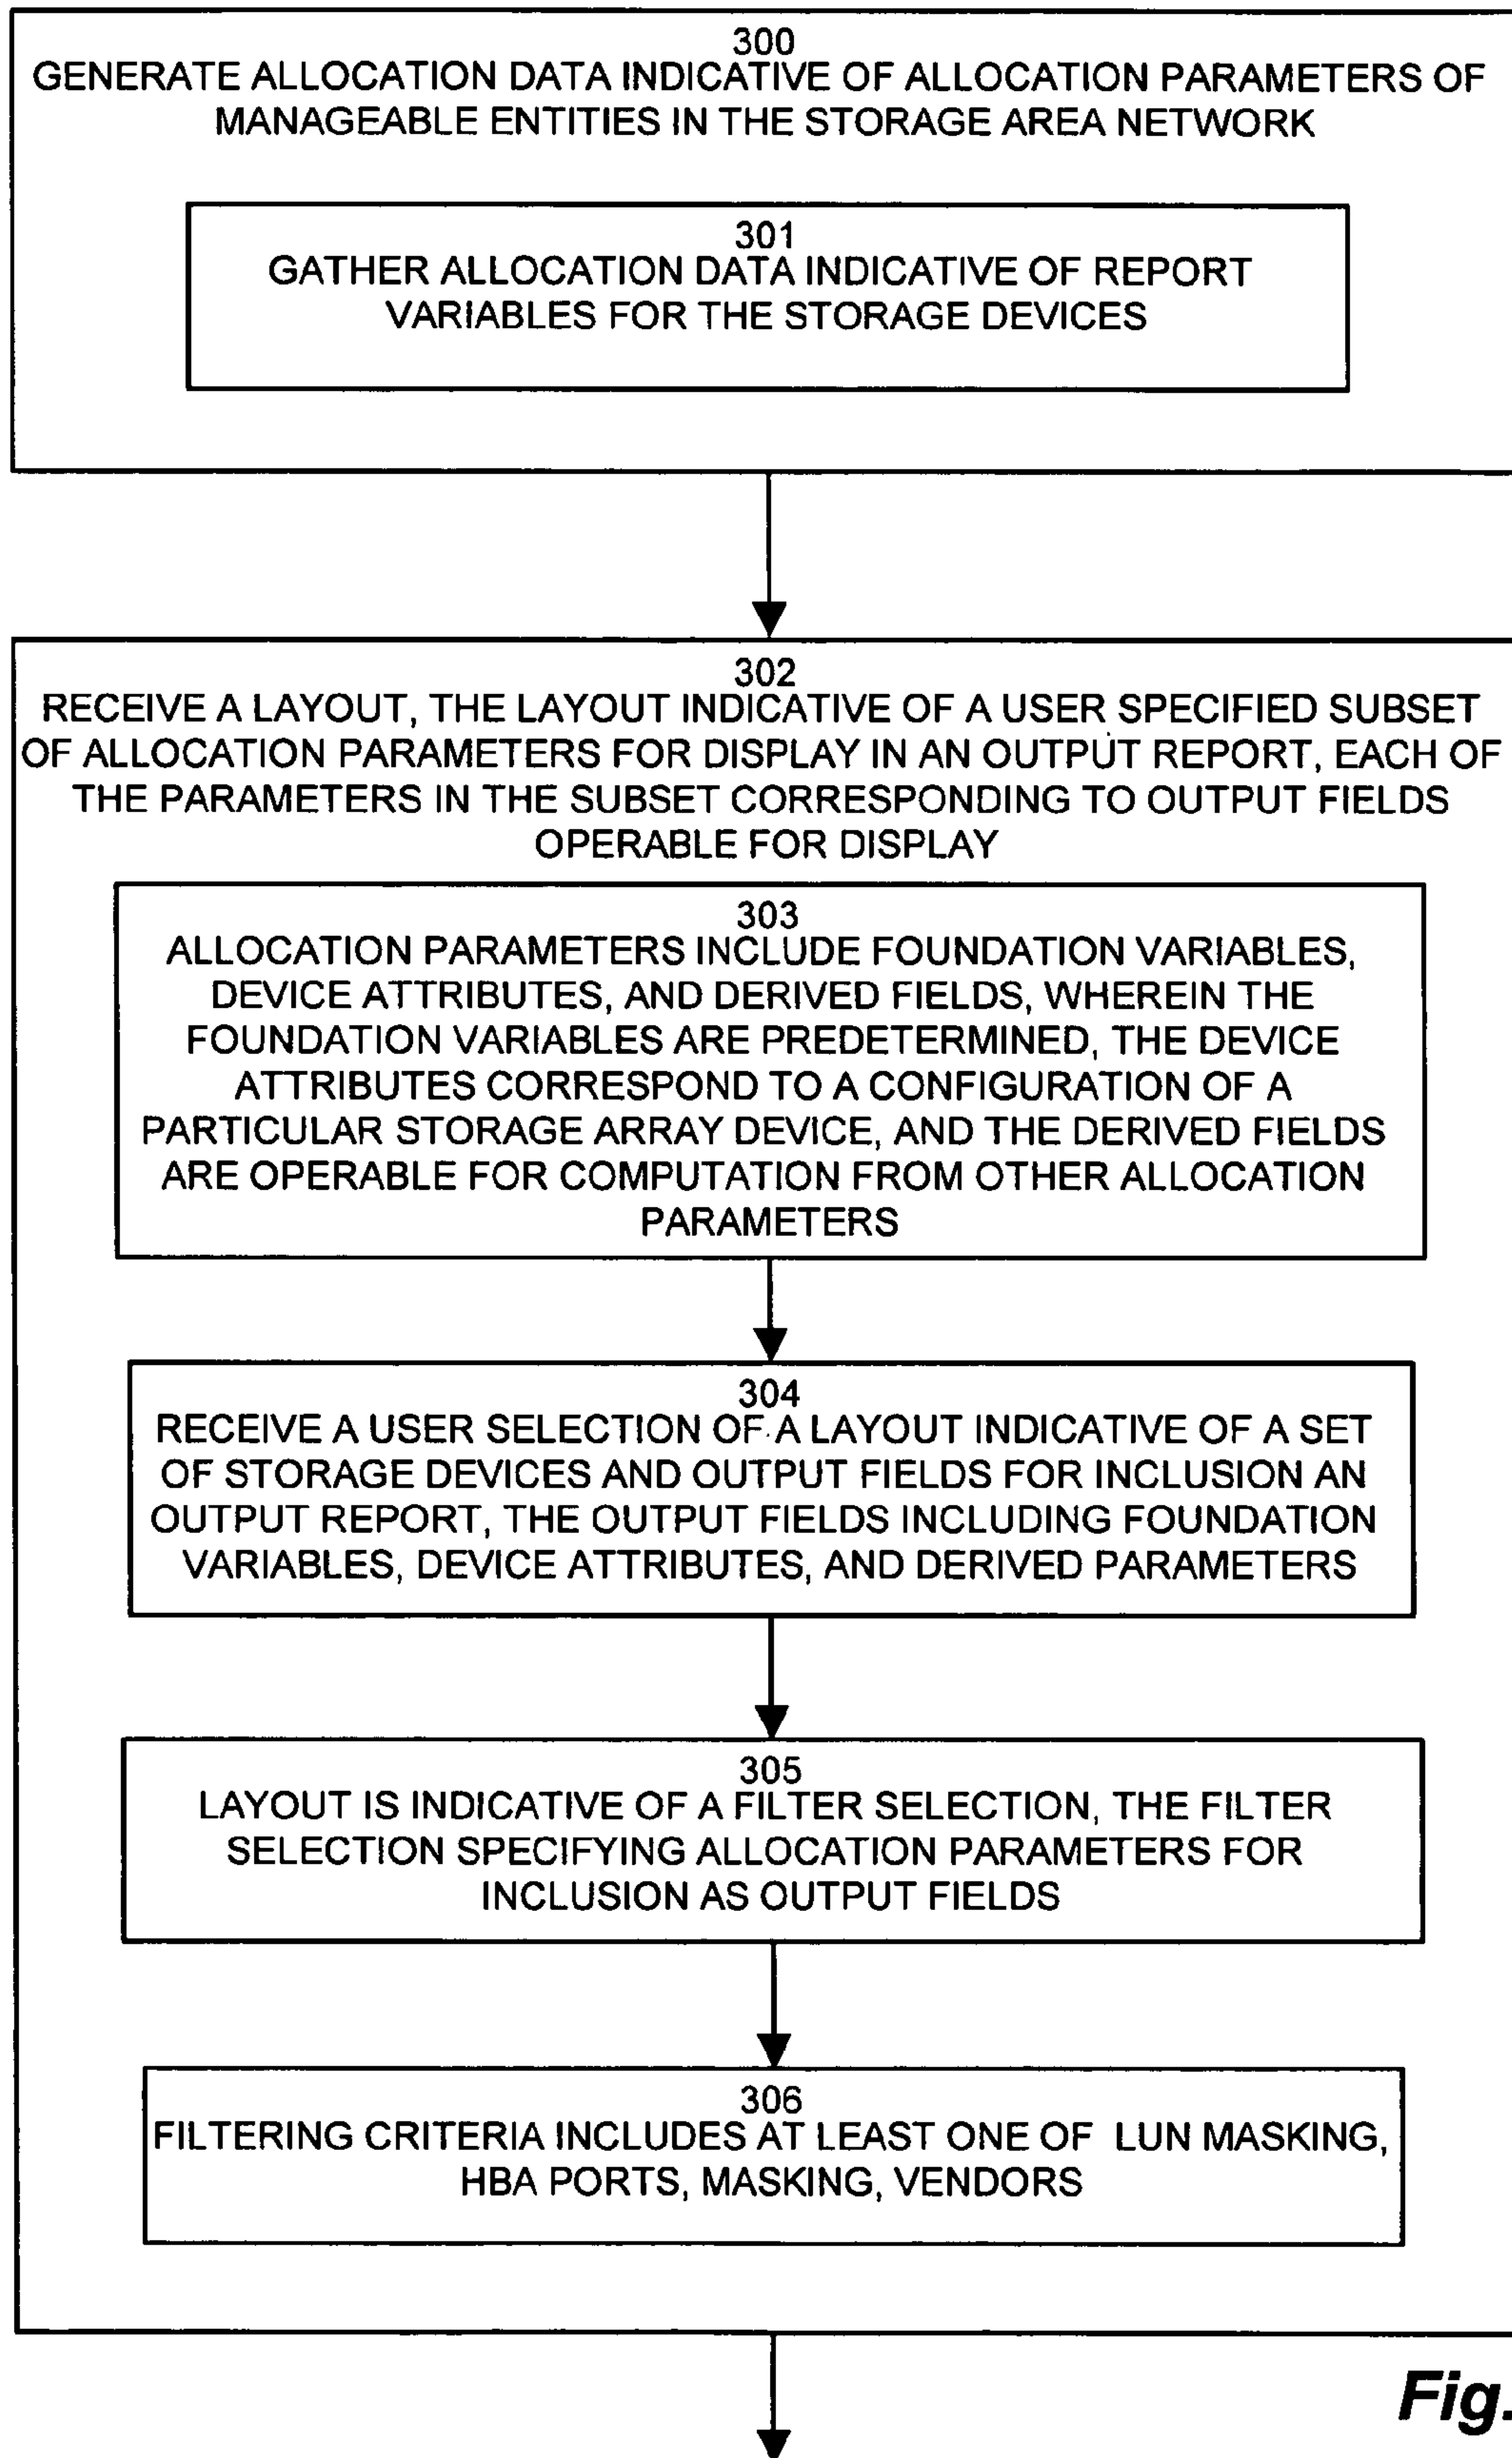 300
GENERATE ALLOCATION DATA INDICATIVE OF ALLOCATION PARAMETERS OF
MANAGEABLE ENTITIES IN THE STORAGE AREA NETWORK
301
GATHER ALLOCATION DATA INDICATIVE OF REPORT
VARIABLES FOR THE STORAGE DEVICES
302
RECEIVE A LAYOUT, THE LAYOUT INDICATIVE OF A USER SPECIFIED SUBSET
OF ALLOCATION PARAMETERS FOR DISPLAY IN AN OUTPUT REPORT, EACH OF
THE PARAMETERS IN THE SUBSET CORRESPONDING TO OUTPUT FIELDS
OPERABLE FOR DISPLAY
303
ALLOCATION PARAMETERS INCLUDE FOUNDATION VARIABLES,
DEVICE ATTRIBUTES, AND DERIVED FIELDS, WHEREIN THE
FOUNDATION VARIABLES ARE PREDETERMINED, THE DEVICE
ATTRIBUTES CORRESPOND TO A CONFIGURATION OF A
PARTICULAR STORAGE ARRAY DEVICE, AND THE DERIVED FIELDS
ARE OPERABLE FOR COMPUTATION FROM OTHER ALLOCATION
PARAMETERS
304
RECEIVE A USER SELECTION OF A LAYOUT INDICATIVE OF A SET
OF STORAGE DEVICES AND OUTPUT FIELDS FOR INCLUSION AN
OUTPUT REPORT, THE OUTPUT FIELDS INCLUDING FOUNDATION
VARIABLES, DEVICE ATTRIBUTES, AND DERIVED PARAMETERS
305
LAYOUT IS INDICATIVE OF A FILTER SELECTION, THE FILTER
SELECTION SPECIFYING ALLOCATION PARAMETERS FOR
INCLUSION AS OUTPUT FIELDS
306
FILTERING CRITERIA INCLUDES AT LEAST ONE OF LUN MASKING,
HBA PORTS, MASKING, VENDORS
Fig.